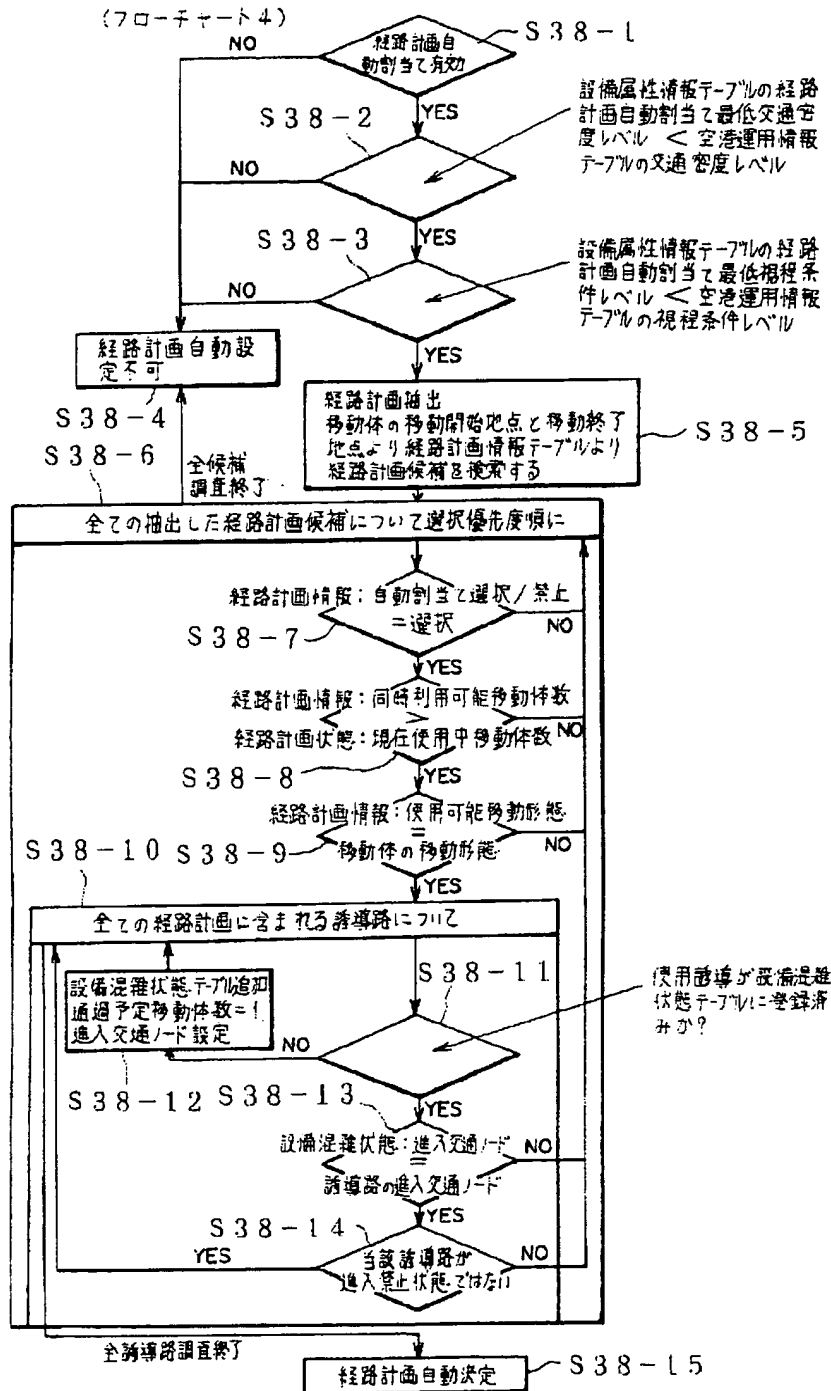 (フローチャート4)
NO
経路計画自
動割当て有効
S38-1
YES
設備属性情報テーブルの経路
計画自動割当て最低交通密
度レベル < 空港運用情報
テーブルの交通密度レベル
S38-2
NO
YES
S38-3
設備属性情報テーブルの経路
計画自動割当て最低視程条
件レベル < 空港運用情報
テーブルの視程条件レベル
NO
YES
経路計画自動設
定不可
S38-4
経路計画抽出
移動体の移動開始地点と移動終了
地点より経路計画情報テーブルより
経路計画候補を検索する
S38-5
S38-6
全候補
調査終了
全ての抽出した経路計画候補について選択優先度順に
経路計画情報:自動割当て選択/禁止
=選択
NO
S38-7
YES
経路計画情報:同時利用可能移動体数
>
NO
経路計画状態:現在使用中移動体数
S38-8
YES
経路計画情報:使用可能移動形態
=
NO
移動体の移動形態
S38-9
S38-10
YES
全ての経路計画に含まれる誘導路について
設備混雑状態テーブル追加
通過予定移動体数=1
進入交通ノード設定
S38-11
使用誘導が設備混雑
状態テーブルに登録済
みか?
NO
S38-12
S38-13
YES
設備混雑状態:進入交通ノード
=
NO
誘導路の進入交通ノード
YES
S38-14
YES
当該誘導路が
進入禁止状態ではない
NO
全誘導路調査終了
経路計画自動決定
S38-15